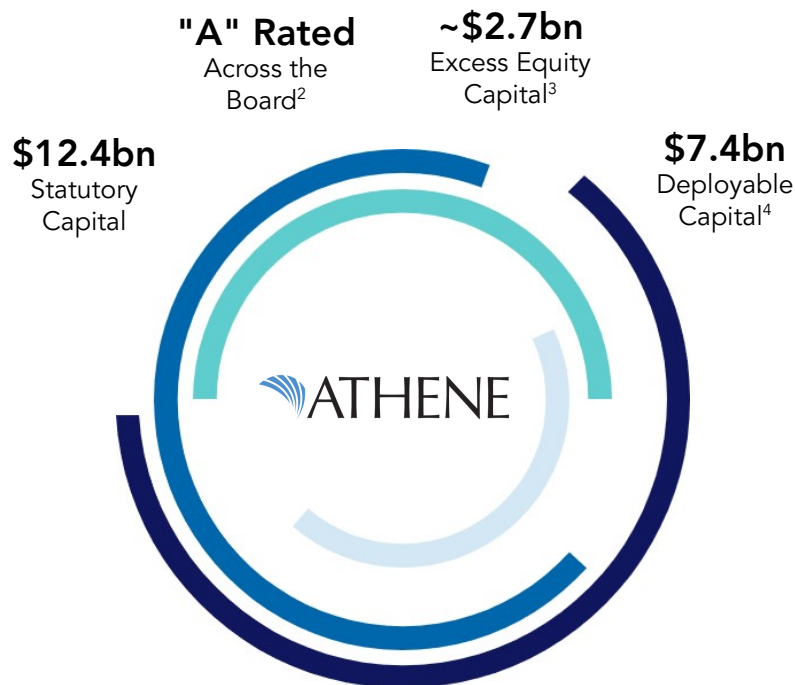 "A" Rated
Across the
Board²
~$2.7bn
Excess Equity
Capital³
$12.4bn
Statutory
Capital
$7.4bn
Deployable
Capital⁴
ATHENE